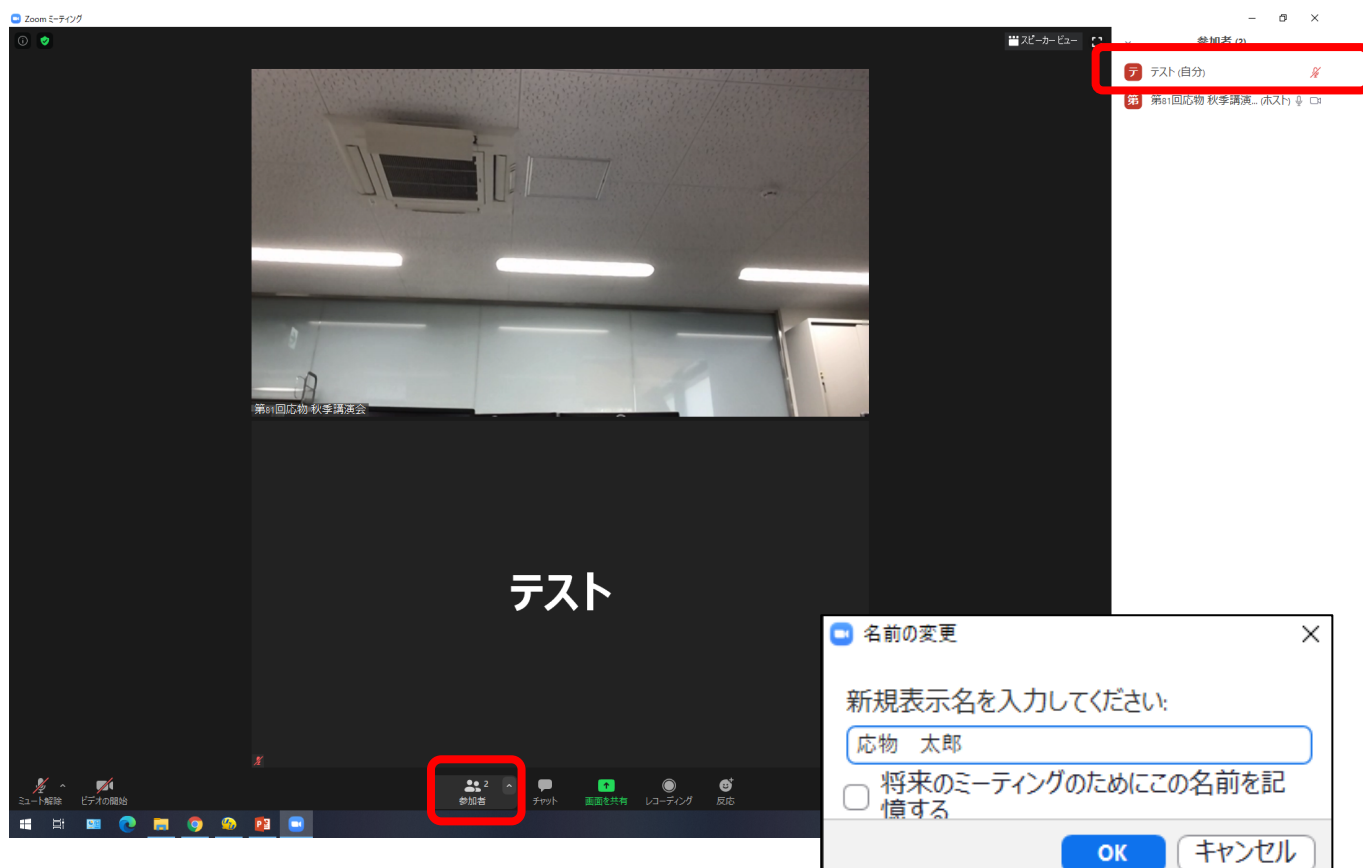 Zoom ミーティング
スピーカー ビュー
参加者 (2)
テ テスト (自分)
第 第81回応物 秋季講演... (ホスト)
第81回応物 秋季講演会
テスト
名前の変更
新規表示名を入力してください:
応物　太郎
将来のミーティングのためにこの名前を記
憶する
OK キャンセル
ミュート解除 ビデオの開始 参加者 2 チャット 画面を共有 レコーディング 反応